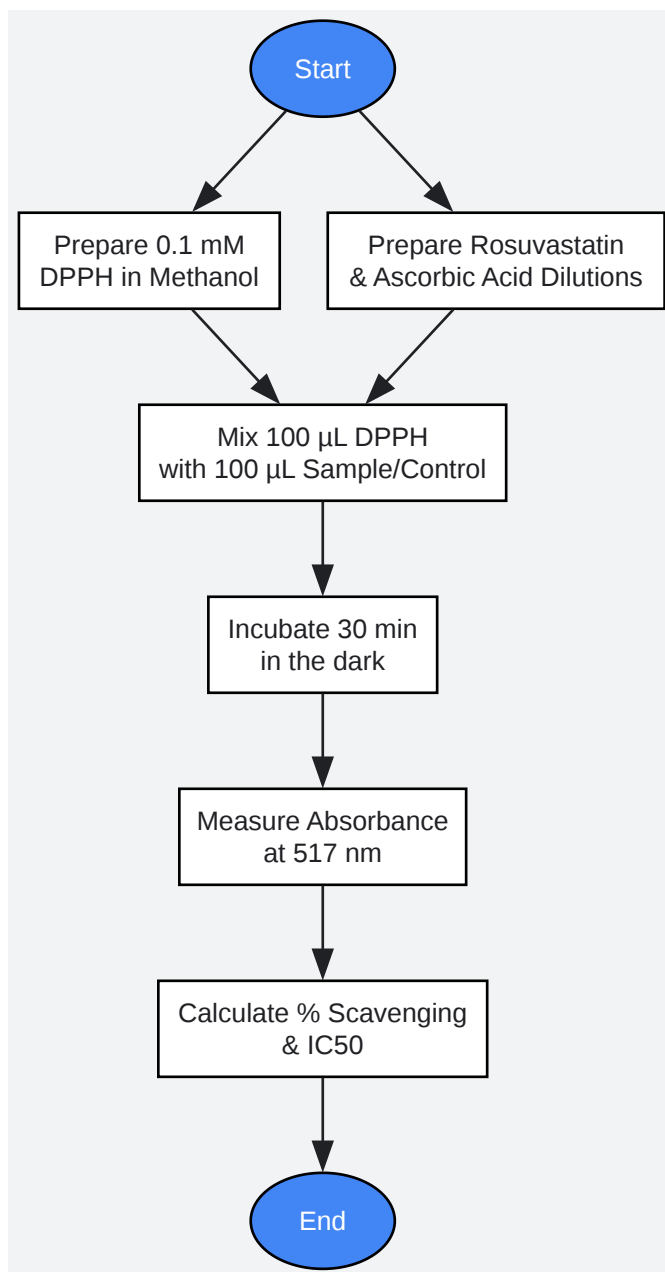 Start
Prepare 0.1 mM
DPPH in Methanol
Prepare Rosuvastatin
& Ascorbic Acid Dilutions
Mix 100 µL DPPH
with 100 µL Sample/Control
Incubate 30 min
in the dark
Measure Absorbance
at 517 nm
Calculate % Scavenging
& IC50
End